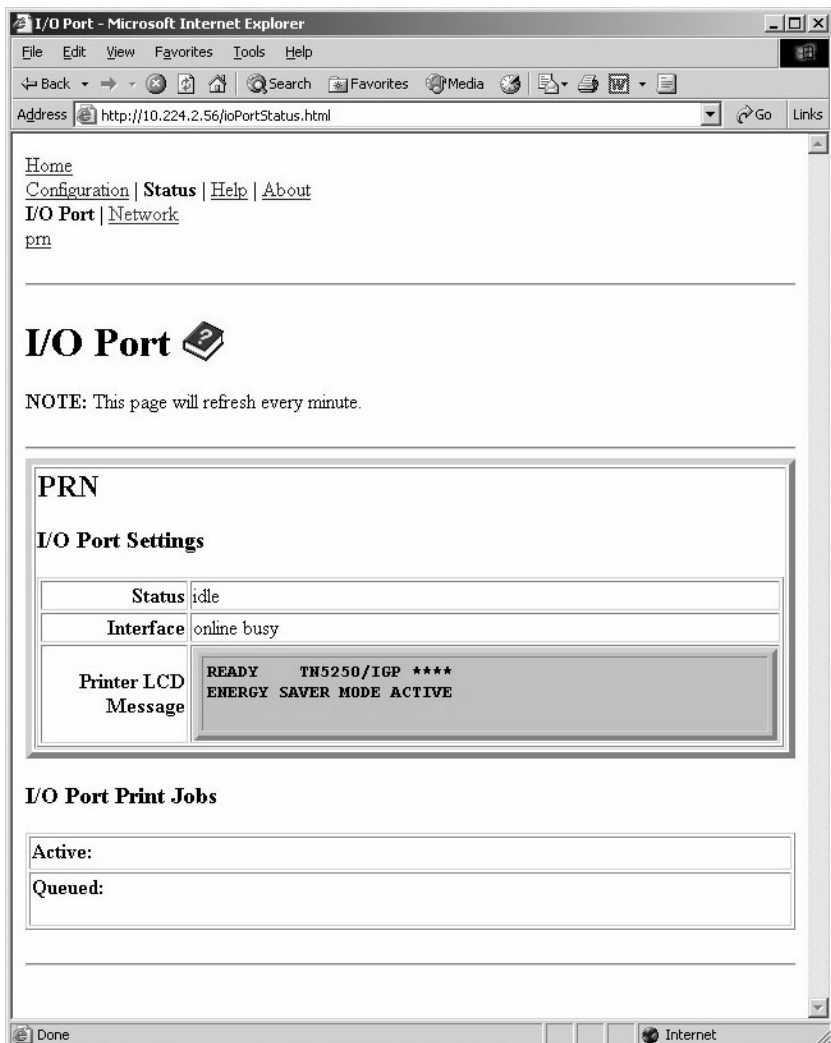 I/O Port - Microsoft Internet Explorer
File Edit View Favorites Tools Help
Back Search Favorites Media
Address http://10.224.2.56/ioPortStatus.html Go Links
Home
Configuration | Status | Help | About
I/O Port | Network
prn
I/O Port
NOTE: This page will refresh every minute.
PRN
I/O Port Settings
Status idle
Interface online busy
Printer LCD Message
READY TN5250/IGP ****
ENERGY SAVER MODE ACTIVE
I/O Port Print Jobs
Active:
Queued:
Done Internet